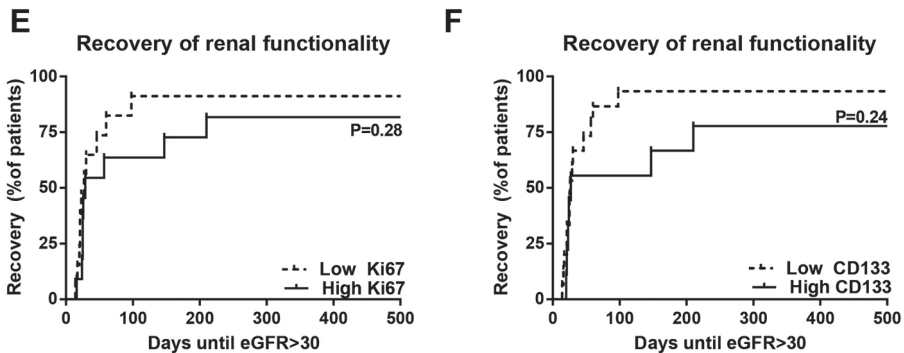 E
Recovery of renal functionality
Recovery (%of patients)
100
75
50
25
0
P=0.28
Low Ki67
High Ki67
0 100 200 300 400 500
Days until eGFR>30
F
Recovery of renal functionality
Recovery (%of patients)
100
75
50
25
0
P=0.24
Low CD133
High CD133
0 100 200 300 400 500
Days until eGFR>30